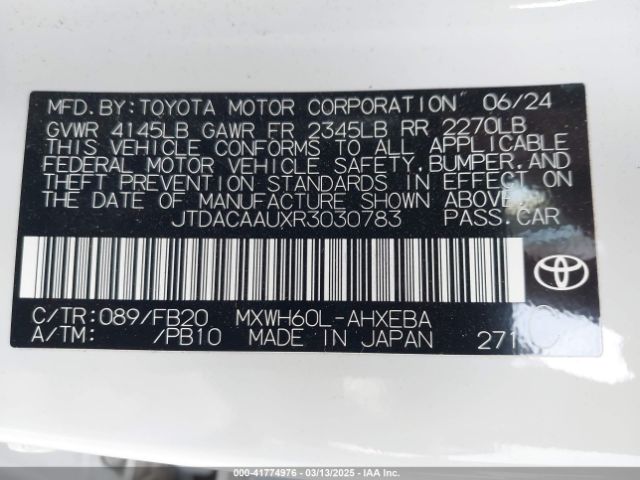 MFD.BY:TOYOTA MOTOR CORPORATION 06/24
GVWR 4145LB GAWR FR 2345LB RR 2270LB
THIS VEHICLE CONFORMS TO ALL APPLICABLE
FEDERAL MOTOR VEHICLE SAFETY,BUMPER,AND
THEFT PREVENTION STANDARDS IN EFFECT ON
THE DATE OF MANUFACTURE SHOWN ABOVE.
JTDACAAUXR3030783 PASS.CAR
C/TR:089/FB20 MXWH60L-AHXEBA C
A/TM: /PB10 MADE IN JAPAN 271
©-41774976 - 03/13/2025 - IAA Inc.